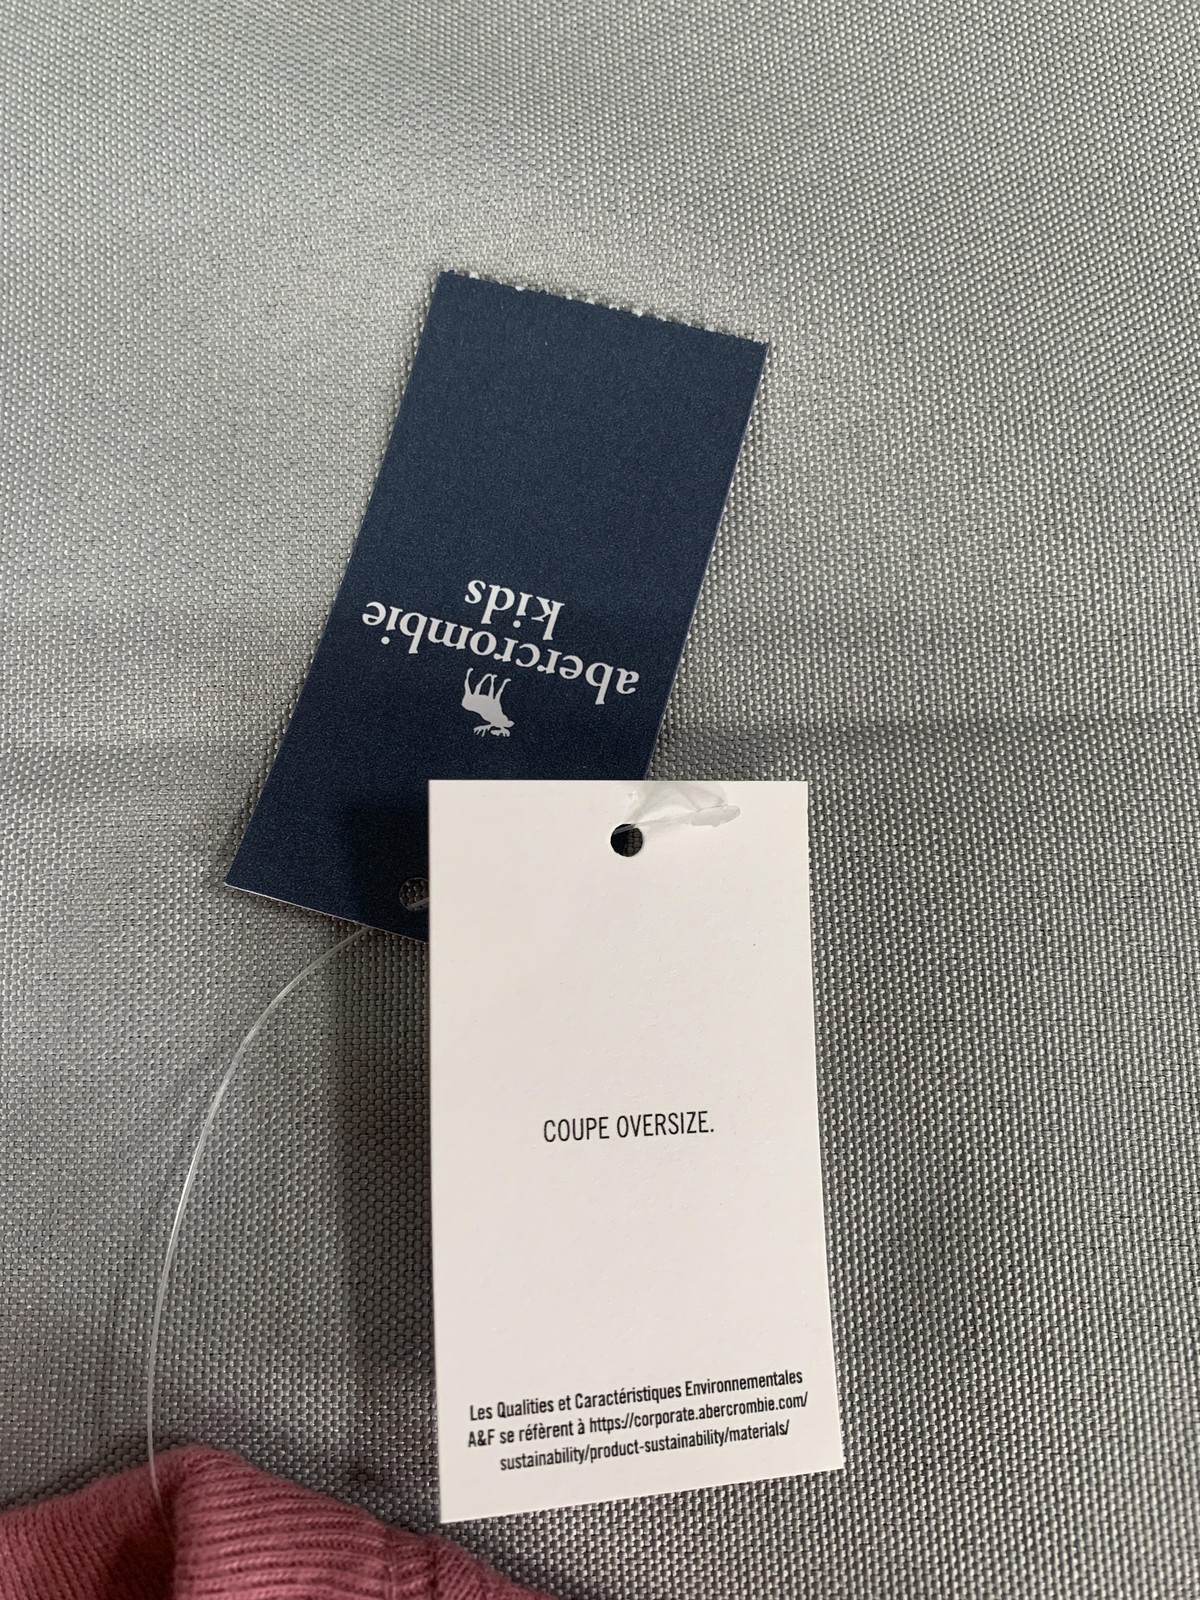 abercrombie
kids
COUPE OVERSIZE.
Les Qualities et Caractéristiques Environnementales
A&F se réfèrent à https://corporate.abercrombie.com/
sustainability/product-sustainability/materials/